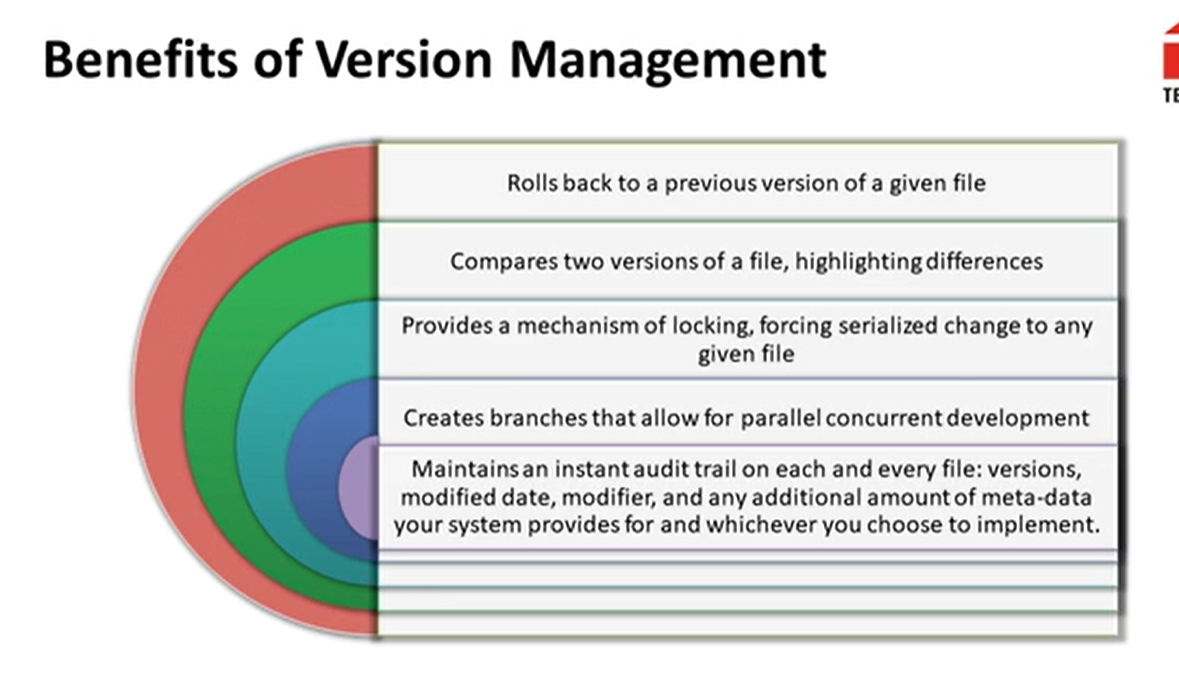 Benefits of Version Management
TE
Rolls back to a previous version of a given file
Compares two versions of a file, highlighting differences
Provides a mechanism of locking, forcing serialized change to any
given file
Creates branches that allow for parallel concurrent development
Maintains an instant audit trail on each and every file: versions,
modified date, modifier, and any additional amount of meta-data
your system provides for and whichever you choose to implement.